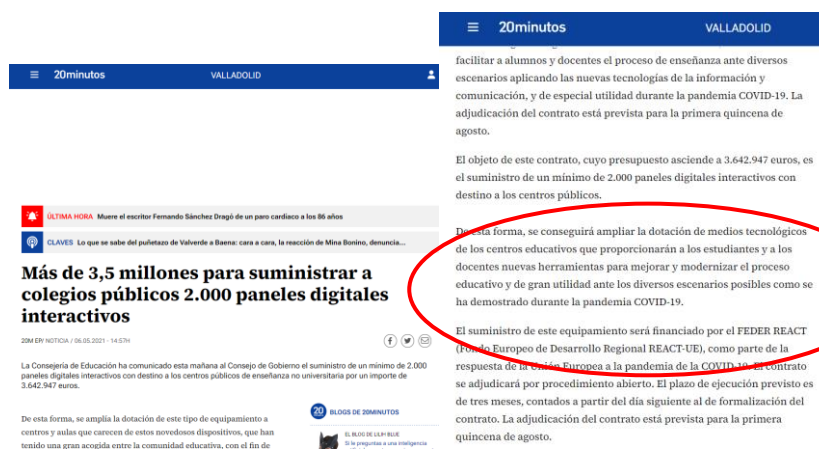 20minutos
VALLADOLID
ÚLTIMA HORA Muere el escritor Fernando Sánchez Dragó de un paro cardiaco a los 86 años
CLAVES Lo que se sabe del puñetazo de Valverde a Baena: cara a cara, la reacción de Mina Bonino, denuncia...
Más de 3,5 millones para suministrar a
colegios públicos 2.000 paneles digitales
interactivos
20M EP/ NOTICIA / 06.05.2021 - 14:57H
La Consejería de Educación ha comunicado esta mañana al Consejo de Gobierno el suministro de un mínimo de 2.000
paneles digitales interactivos con destino a los centros públicos de enseñanza no universitaria por un importe de
3.642.947 euros.
De esta forma, se amplía la dotación de este tipo de equipamiento a
centros y aulas que carecen de estos novedosos dispositivos, que han
tenido una gran acogida entre la comunidad educativa, con el fin de
20 BLOGS DE 20MINUTOS
EL BLOG DE LILIH BLUE
Si le preguntas a una inteligencia
20minutos
VALLADOLID
facilitar a alumnos y docentes el proceso de enseñanza ante diversos
escenarios aplicando las nuevas tecnologías de la información y
comunicación, y de especial utilidad durante la pandemia COVID-19. La
adjudicación del contrato está prevista para la primera quincena de
agosto.
El objeto de este contrato, cuyo presupuesto asciende a 3.642.947 euros, es
el suministro de un mínimo de 2.000 paneles digitales interactivos con
destino a los centros públicos.
De esta forma, se conseguirá ampliar la dotación de medios tecnológicos
de los centros educativos que proporcionarán a los estudiantes y a los
docentes nuevas herramientas para mejorar y modernizar el proceso
educativo y de gran utilidad ante los diversos escenarios posibles como se
ha demostrado durante la pandemia COVID-19.
El suministro de este equipamiento será financiado por el FEDER REACT
(Fondo Europeo de Desarrollo Regional REACT-UE), como parte de la
respuesta de la Unión Europea a la pandemia de la COVID-19. El contrato
se adjudicará por procedimiento abierto. El plazo de ejecución previsto es
de tres meses, contados a partir del día siguiente al de formalización del
contrato. La adjudicación del contrato está prevista para la primera
quincena de agosto.